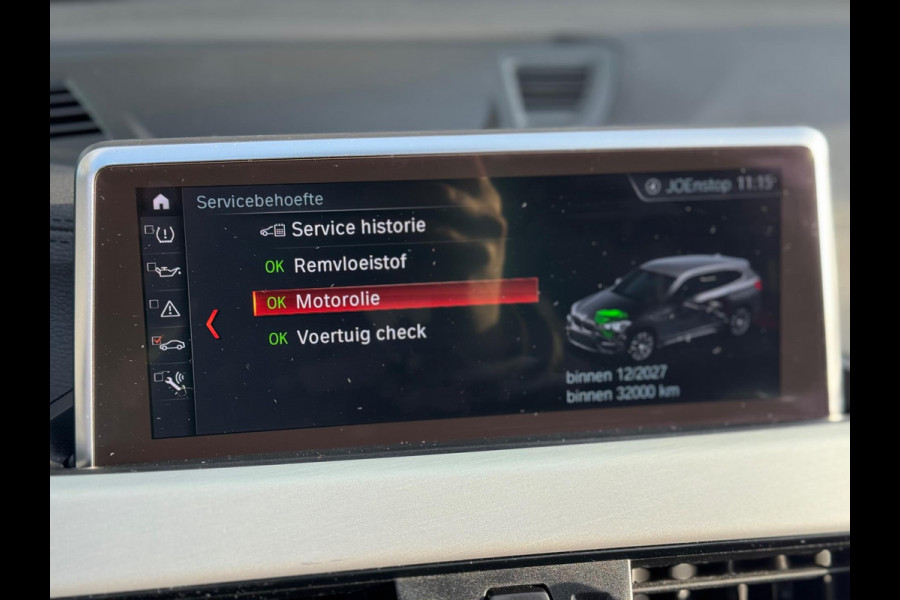 Servicebehoefte
JOEnstop 11:15
Service historie
OK Remvloeistof
OK Motorolie
OK Voertuig check
binnen 12/2027
binnen 32000 km